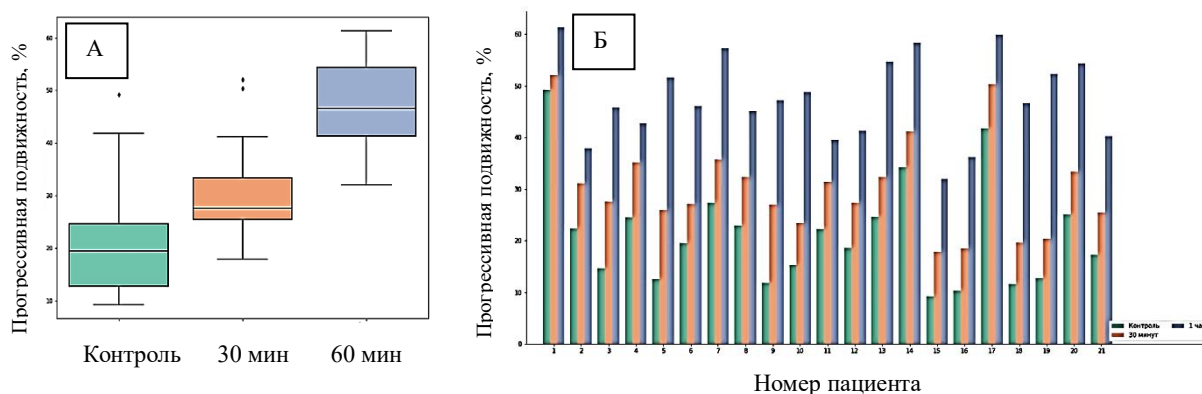 Прогрессивная подвижность, %
А
60
50
40
30
20
10
Контроль 30 мин 60 мин
Прогрессивная подвижность, %
Б
60
50
40
30
20
10
0
1 2 3 4 5 6 7 8 9 10 11 12 13 14 15 16 17 18 19 20 21
Контроль 1 ча
30 минут
Номер пациента